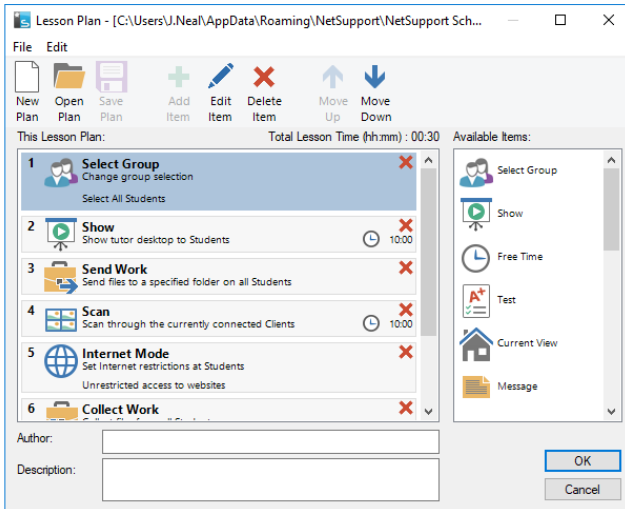 Lesson Plan - [C:\Users\J.Neal\AppData\Roaming\NetSupport\NetSupport Sch...
File Edit
New Plan
Open Plan
Save Plan
Add Item
Edit Item
Delete Item
Move Up
Move Down
This Lesson Plan:
Total Lesson Time (hh:mm) : 00:30
Available Items:
1 Select Group
Change group selection
Select All Students
2 Show
Show tutor desktop to Students
10:00
3 Send Work
Send files to a specified folder on all Students
4 Scan
Scan through the currently connected Clients
10:00
5 Internet Mode
Set Internet restrictions at Students
Unrestricted access to websites
6 Collect Work
Select Group
Show
Free Time
A+
Test
Current View
Message
Author:
Description:
OK
Cancel